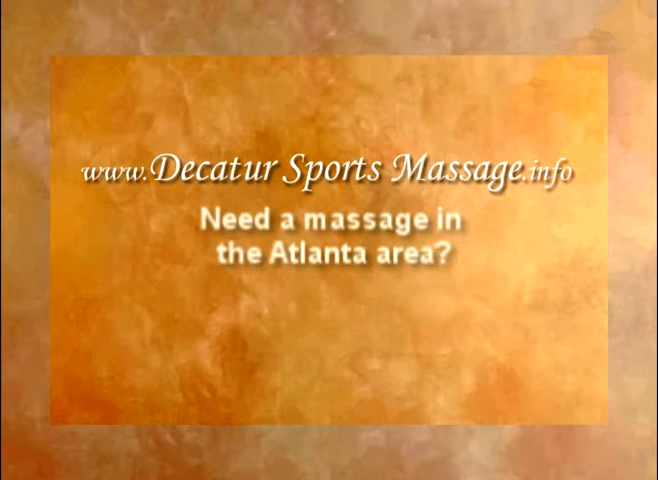 www.Decatur Sports Massage.info
Need a massage in
the Atlanta area?